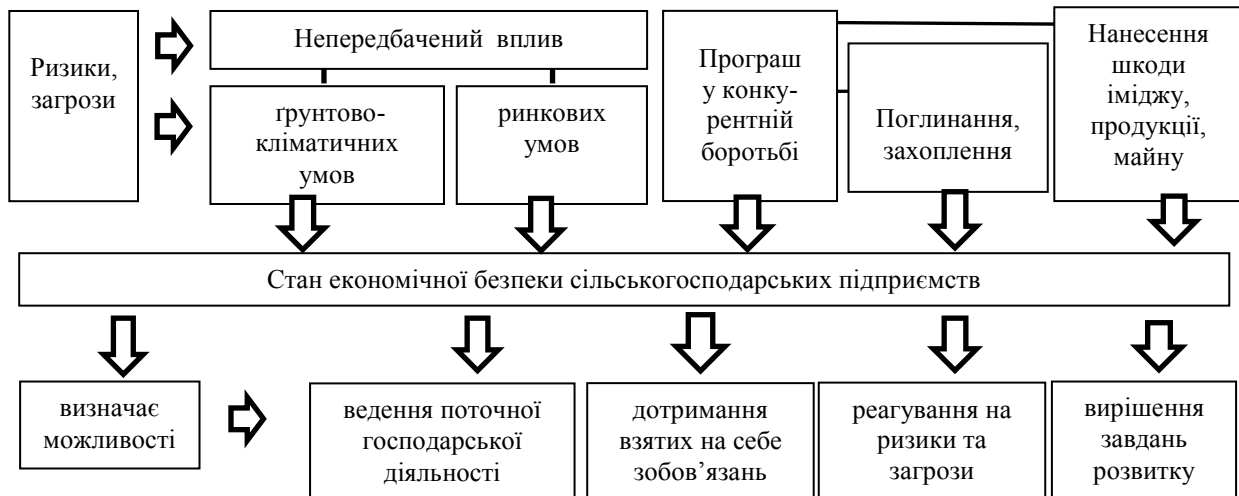 Ризики,
загрози
Непередбачений вплив
ґрунтово-
кліматичних
умов
ринкових
умов
Програш
у конку-
рентній
боротьбі
Поглинання,
захоплення
Нанесення
шкоди
іміджу,
продукції,
майну
Стан економічної безпеки сільськогосподарських підприємств
визначає
можливості
ведення поточної
господарської
діяльності
дотримання
взятих на себе
зобов’язань
реагування на
ризики та
загрози
вирішення
завдань
розвитку